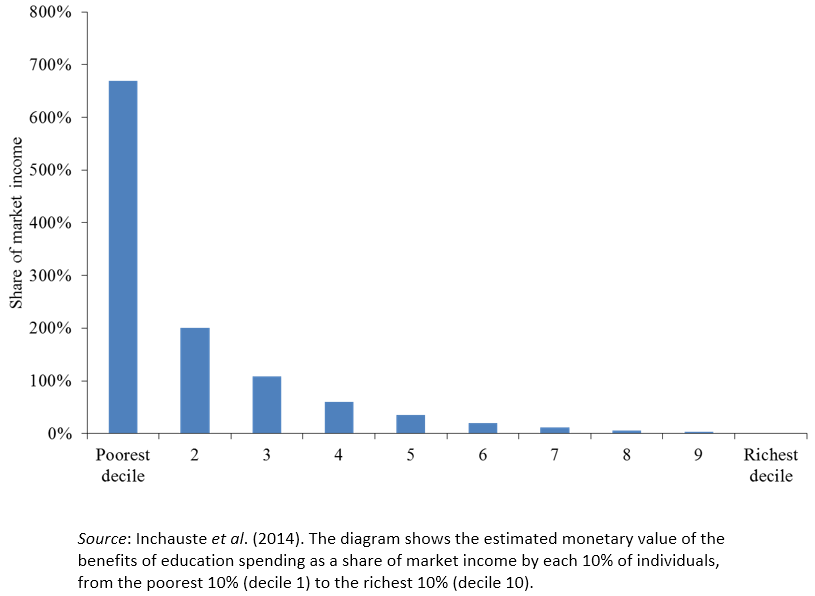 800%
700%
600%
500%
400%
300%
200%
100%
0%
Share of market income
Poorest decile
2
3
4
5
6
7
8
9
Richest decile
Source: Inchauste et al. (2014). The diagram shows the estimated monetary value of the
benefits of education spending as a share of market income by each 10% of individuals,
from the poorest 10% (decile 1) to the richest 10% (decile 10).